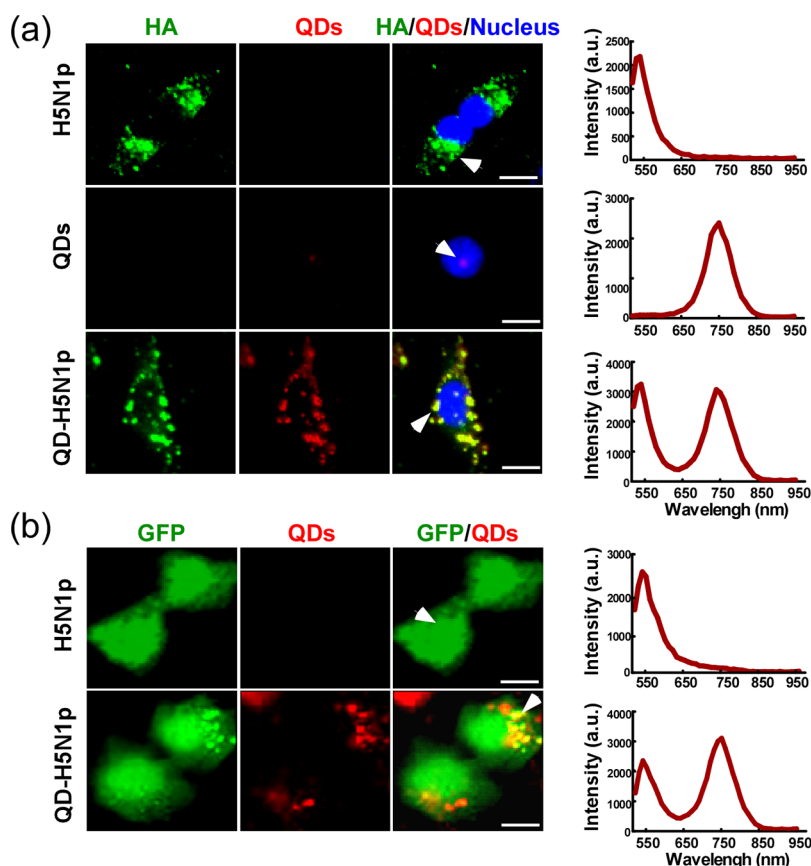 (a)
HA QDs HA/QDs/Nucleus
H5N1p
QDs
QD-H5N1p
Intensity (a.u.)
2500
2000
1500
1000
500
0
550 650 750 850 950
Intensity (a.u.)
3000
2000
1000
0
550 650 750 850 950
Intensity (a.u.)
4000
3000
2000
1000
0
550 650 750 850 950
Wavelengh (nm)
(b)
GFP QDs GFP/QDs
H5N1p
QD-H5N1p
Intensity (a.u.)
3000
2000
1000
0
550 650 750 850 950
Intensity (a.u.)
4000
3000
2000
1000
0
550 650 750 850 950
Wavelengh (nm)